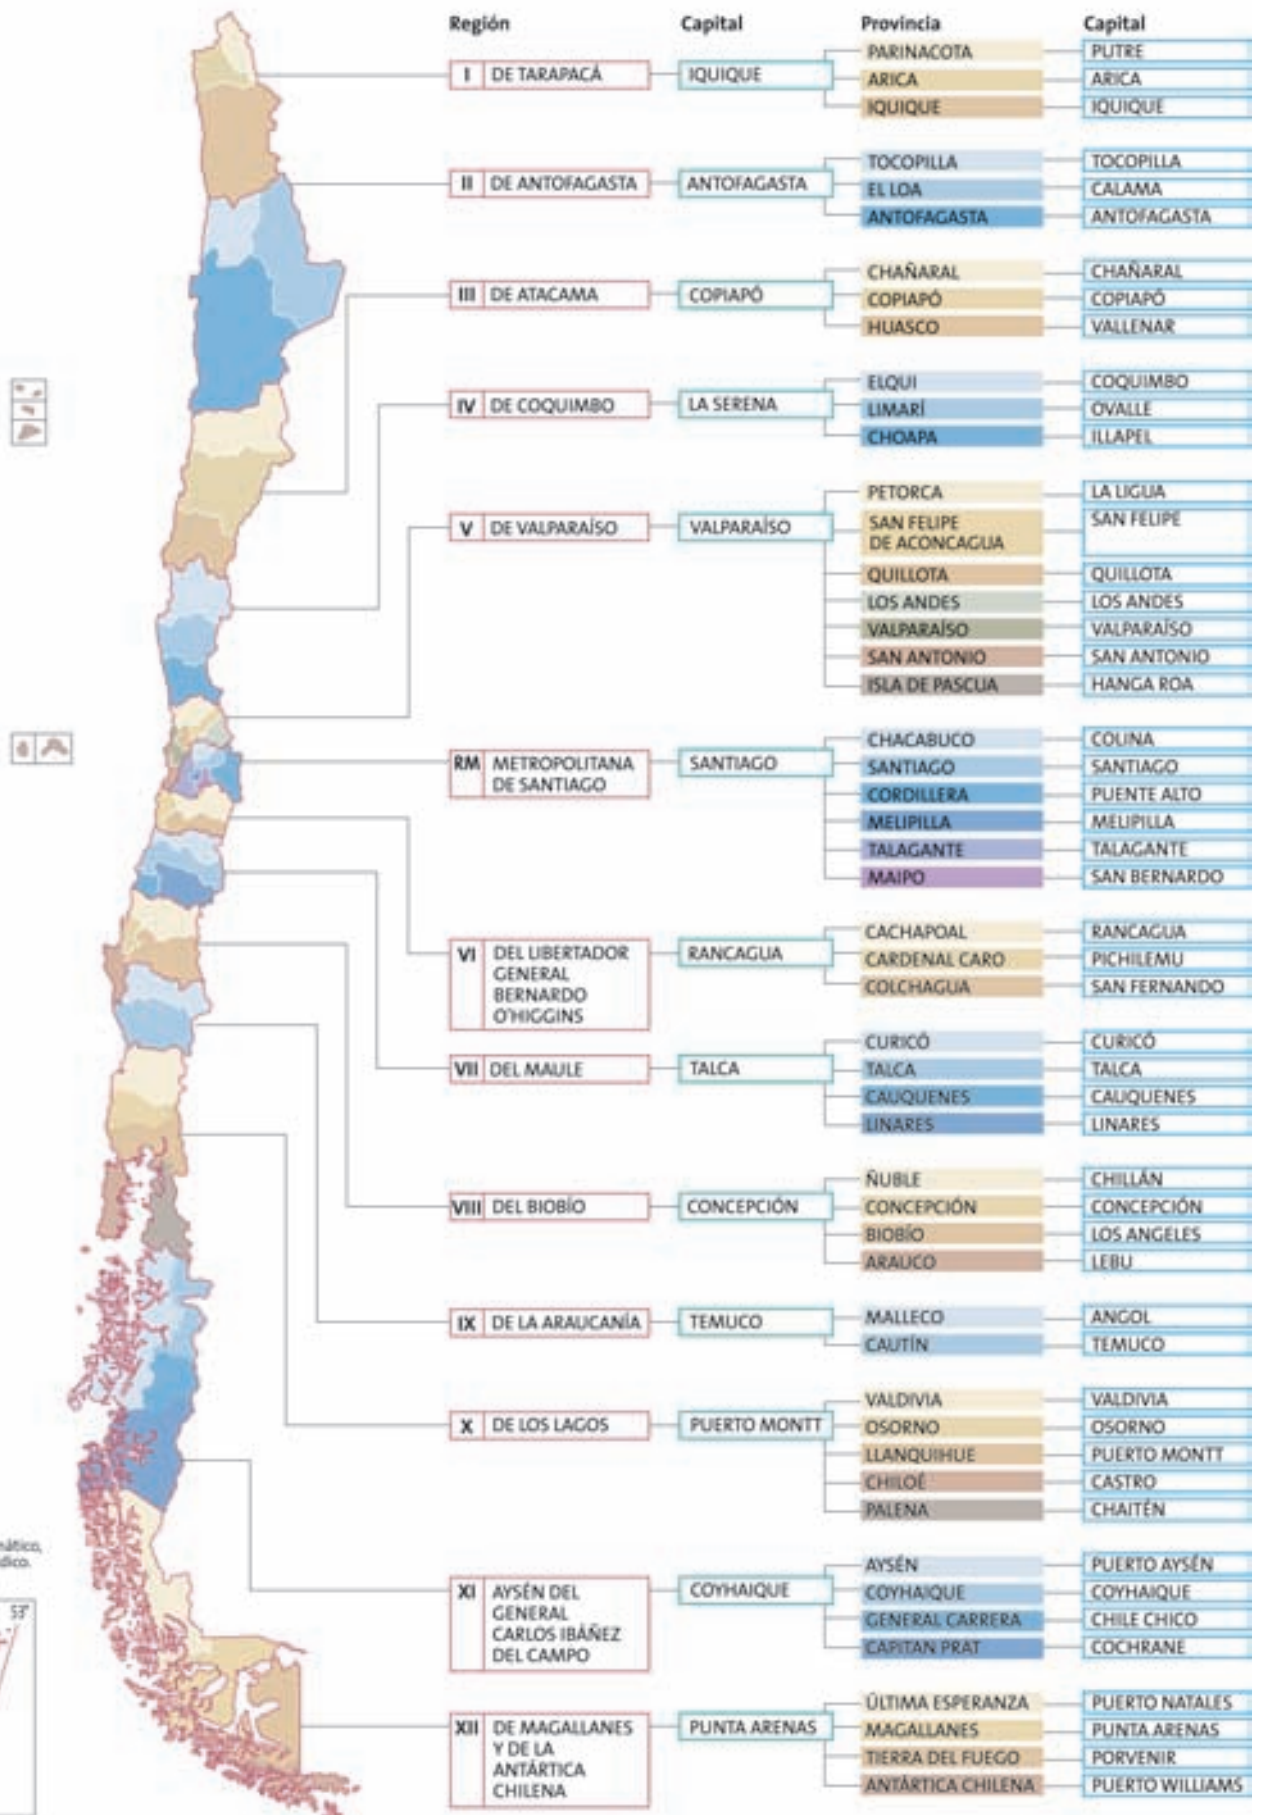 Región Capital Provincia Capital
I DE TARAPACÁ IQUIQUE
PARINACOTA PUTRE
ARICA ARICA
IQUIQUE IQUIQUE
II DE ANTOFAGASTA ANTOFAGASTA
TOCOPILLA TOCOPILLA
EL LOA CALAMA
ANTOFAGASTA ANTOFAGASTA
III DE ATACAMA COPIAPÓ
CHAÑARAL CHAÑARAL
COPIAPÓ COPIAPÓ
HUASCO VALLENAR
IV DE COQUIMBO LA SERENA
ELQUI COQUIMBO
LIMARÍ OVALLE
CHOAPA ILLAPEL
V DE VALPARAÍSO VALPARAÍSO
PETORCA LA LIGUA
SAN FELIPE SAN FELIPE
DE ACONCAGUA
QUILLOTA QUILLOTA
LOS ANDES LOS ANDES
VALPARAÍSO VALPARAÍSO
SAN ANTONIO SAN ANTONIO
ISLA DE PASCUA HANGA ROA
RM METROPOLITANA SANTIAGO
DE SANTIAGO
CHACABUCO COLINA
SANTIAGO SANTIAGO
CORDILLERA PUENTE ALTO
MELIPILLA MELIPILLA
TALAGANTE TALAGANTE
MAIPO SAN BERNARDO
VI DEL LIBERTADOR RANCAGUA
GENERAL
BERNARDO
O'HIGGINS
CACHAPOAL RANCAGUA
CARDENAL CARO PICHILEMU
COLCHAGUA SAN FERNANDO
VII DEL MAULE TALCA
CURICÓ CURICÓ
TALCA TALCA
CAUQUENES CAUQUENES
LINARES LINARES
VIII DEL BIOBÍO CONCEPCIÓN
ÑUBLE CHILLÁN
CONCEPCIÓN CONCEPCIÓN
BIOBÍO LOS ANGELES
ARAUCO LEBU
IX DE LA ARAUCANÍA TEMUCO
MALLECO ANGOL
CAUTÍN TEMUCO
X DE LOS LAGOS PUERTO MONTT
VALDIVIA VALDIVIA
OSORNO OSORNO
LLANQUIHUE PUERTO MONTT
CHILOÉ CASTRO
PALENA CHAITÉN
XI AYSÉN DEL COYHAIQUE
GENERAL
CARLOS IBÁÑEZ
DEL CAMPO
AYSÉN PUERTO AYSÉN
COYHAIQUE COYHAIQUE
GENERAL CARRERA CHILE CHICO
CAPITAN PRAT COCHRANE
XII DE MAGALLANES PUNTA ARENAS
Y DE LA
ANTÁRTICA
CHILENA
ÚLTIMA ESPERANZA PUERTO NATALES
MAGALLANES PUNTA ARENAS
TIERRA DEL FUEGO PORVENIR
ANTÁRTICA CHILENA PUERTO WILLIAMS
53°